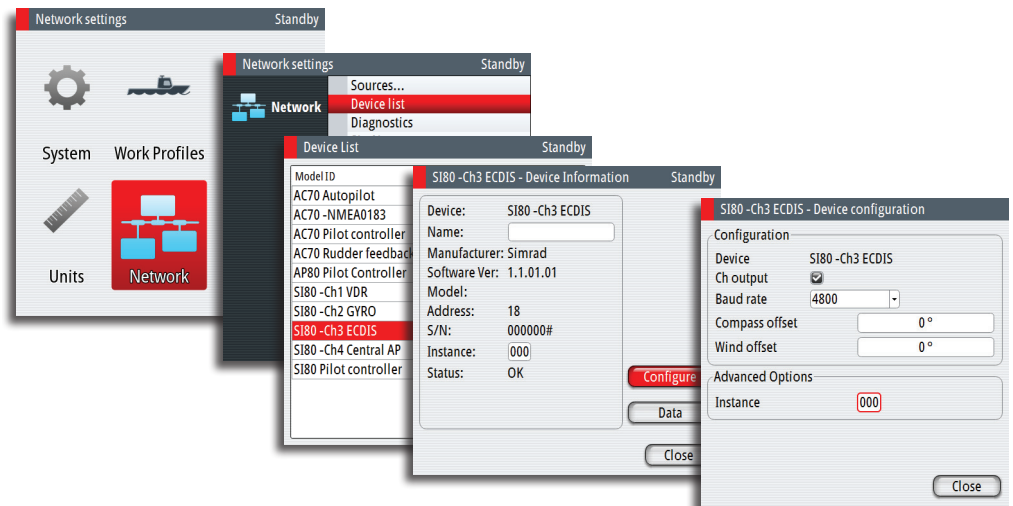 Network settings Standby
System Work Profiles
Units Network
Network settings Standby
Network
Sources...
Device list
Diagnostics
Device List Standby
Model ID
AC70 Autopilot
AC70 -NMEA0183
AC70 Pilot controller
AC70 Rudder feedback
AP80 Pilot Controller
SI80 -Ch1 VDR
SI80 -Ch2 GYRO
SI80 -Ch3 ECDIS
SI80 -Ch4 Central AP
SI80 Pilot controller
SI80 -Ch3 ECDIS - Device Information Standby
Device: SI80 -Ch3 ECDIS
Name:
Manufacturer: Simrad
Software Ver: 1.1.01.01
Model:
Address: 18
S/N: 000000#
Instance: 000
Status: OK
Configure
Data
Close
SI80 -Ch3 ECDIS - Device configuration
Configuration
Device SI80 -Ch3 ECDIS
Ch output
Baud rate 4800
Compass offset 0 °
Wind offset 0 °
Advanced Options
Instance 000
Close